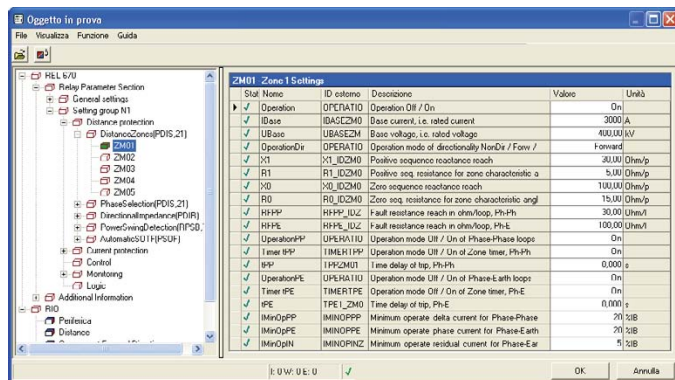 Oggetto in prova
File Visualizza Funzione Guida
REL 670
Relay Parameter Section
General settings
Setting group N1
Distance protection
DistanceZones(PDIS,21)
ZM01
ZM02
ZM03
ZM04
ZM05
PhaseSelection(PDIS,21)
DirectionalImpedance(PDIR)
PowerSwingDetection(RPSB,
AutomaticSOTF(PSOF)
Current protection
Control
Monitoring
Logic
Additional Information
RIO
Periferica
Distance
ZM01 Zone 1 Settings
Stat Nome ID esterno Descrizione Valore Unità
Operation OPERATIO Operation Off / On On
IBase IBASEZM0 Base current, i.e. rated current 3000 A
UBase UBASEZM Base voltage, i.e. rated voltage 400,00 kV
OperationDir OPERATIO Operation mode of directionality NonDir / Forw / Forward
X1 X1_IDZM0 Positive sequence reactance reach 30,00 Ohm/p
R1 R1_IDZM0 Positive seq. resistance for zone characteristic a 5,00 Ohm/p
X0 X0_IDZM0 Zero sequence reactance reach 100,00 Ohm/p
R0 R0_IDZM0 Zero seq. resistance for zone characteristic angl 15,00 Ohm/p
RFPP RFPP_IDZ Fault resistance reach in ohm/loop, Ph-Ph 30,00 Ohm/l
RFPE RFPE_IDZ Fault resistance reach in ohm/loop, Ph-E 100,00 Ohm/l
OperationPP OPERATIO Operation mode Off / On of Phase-Phase loops On
Timer tPP TIMERTPP Operation mode Off / On of Zone timer, Ph-Ph On
tPP TPPZM01 Time delay of trip, Ph-Ph 0,000 s
OperationPE OPERATIO Operation mode Off / On of Phase-Earth loops On
Timer tPE TIMERTPE Operation mode Off / On of Zone timer, Ph-E On
tPE TPE1_ZM0 Time delay of trip, Ph-E 0,000 s
IMinOpPP IMINOPPP Minimum operate delta current for Phase-Phase 20 %IB
IMinOpPE IMINOPPE Minimum operate phase current for Phase-Earth 20 %IB
IMinOpIN IMINOPINZ Minimum operate residual current for Phase-Ear 5 %IB
I: 0 W: 0 E: 0
OK Annulla